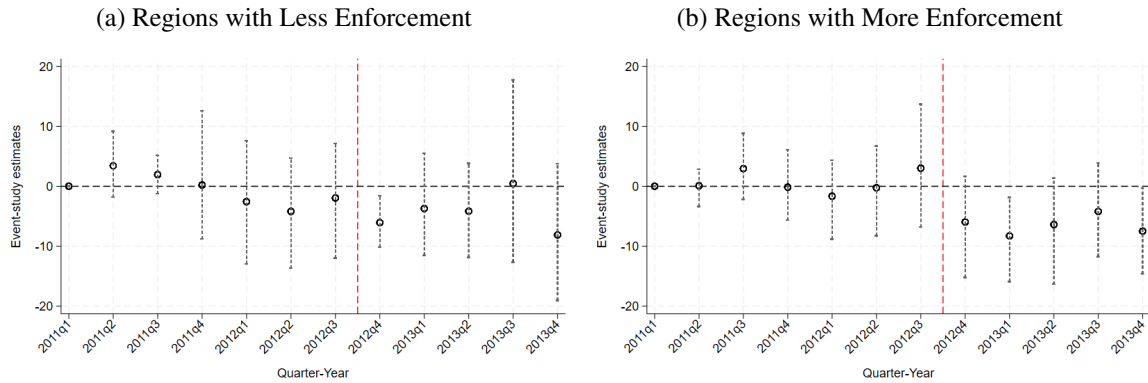 (a) Regions with Less Enforcement
20
10
0
-10
-20
Event-study estimates
2011q1
2011q2
2011q3
2011q4
2012q1
2012q2
2012q3
2012q4
2013q1
2013q2
2013q3
2013q4
Quarter-Year
(b) Regions with More Enforcement
20
10
0
-10
-20
Event-study estimates
2011q1
2011q2
2011q3
2011q4
2012q1
2012q2
2012q3
2012q4
2013q1
2013q2
2013q3
2013q4
Quarter-Year